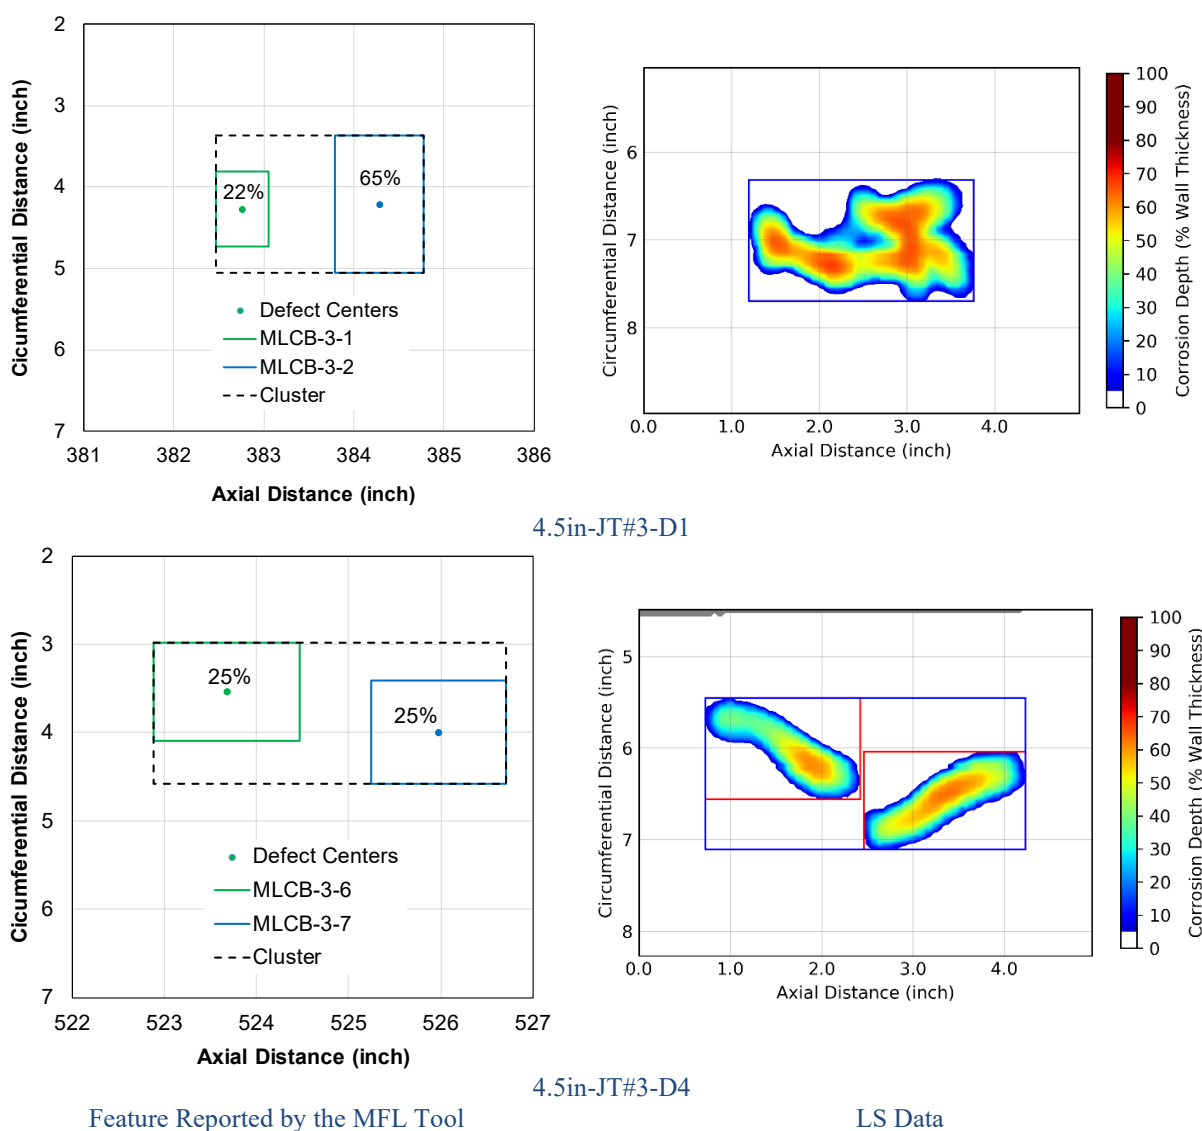 2
3
4
5
6
7
Cicumferential Distance (inch)
22%
65%
Defect Centers
MLCB-3-1
MLCB-3-2
Cluster
381 382 383 384 385 386
Axial Distance (inch)
6
7
8
Circumferential Distance (inch)
0.0 1.0 2.0 3.0 4.0
Axial Distance (inch)
100
90
80
70
60
50
40
30
20
10
0
Corrosion Depth (% Wall Thickness)
4.5in-JT#3-D1
2
3
4
5
6
7
Cicumferential Distance (inch)
25%
25%
Defect Centers
MLCB-3-6
MLCB-3-7
Cluster
522 523 524 525 526 527
Axial Distance (inch)
5
6
7
8
Circumferential Distance (inch)
0.0 1.0 2.0 3.0 4.0
Axial Distance (inch)
100
90
80
70
60
50
40
30
20
10
0
Corrosion Depth (% Wall Thickness)
4.5in-JT#3-D4
Feature Reported by the MFL Tool
LS Data